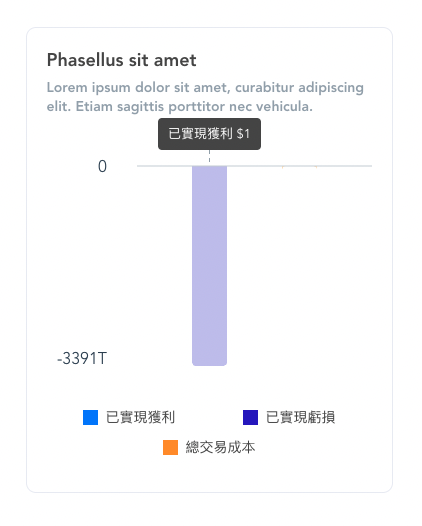 Phasellus sit amet
Lorem ipsum dolor sit amet, curabitur adipiscing
elit. Etiam sagittis porttitor nec vehicula.
已實現獲利 $1
0
-3391T
已實現獲利
已實現虧損
總交易成本